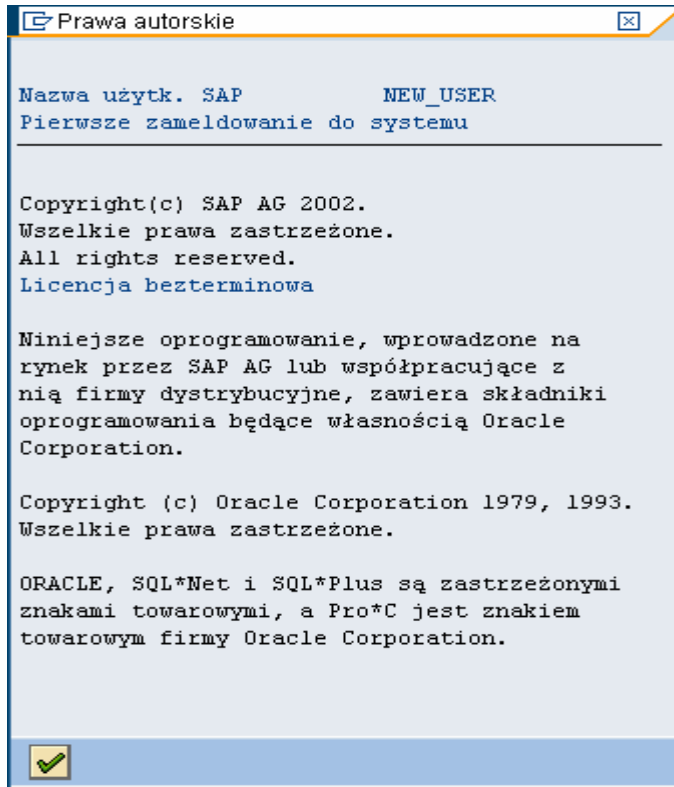 Prawa autorskie
Nazwa użytk. SAP NEW_USER
Pierwsze zameldowanie do systemu
Copyright(c) SAP AG 2002.
Wszelkie prawa zastrzeżone.
All rights reserved.
Licencja bezterminowa
Niniejsze oprogramowanie, wprowadzone na
rynek przez SAP AG lub współpracujące z
nią firmy dystrybucyjne, zawiera składniki
oprogramowania będące własnością Oracle
Corporation.
Copyright (c) Oracle Corporation 1979, 1993.
Wszelkie prawa zastrzeżone.
ORACLE, SQL*Net i SQL*Plus są zastrzeżonymi
znakami towarowymi, a Pro*C jest znakiem
towarowym firmy Oracle Corporation.